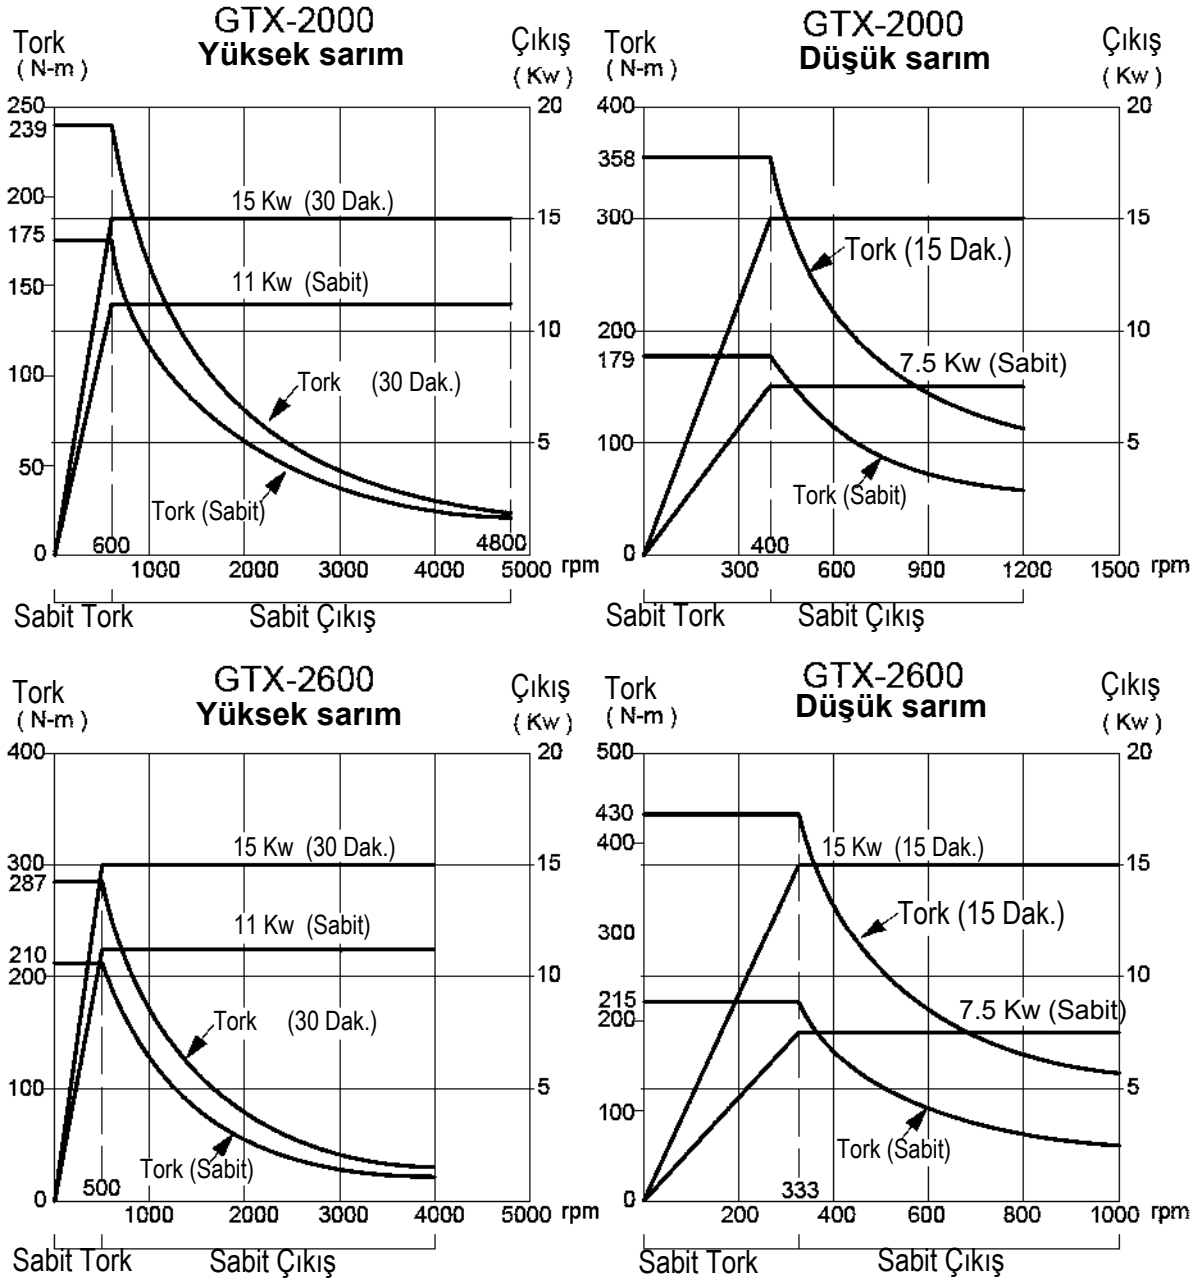 GTX-2000
Yüksek sarım
Tork
( N-m )
Çıkış
( Kw )
250
239
200
175
150
100
50
0
20
15
10
5
0
15 Kw (30 Dak.)
11 Kw (Sabit)
Tork (30 Dak.)
Tork (Sabit)
600
4800
1000
2000
3000
4000
5000
rpm
Sabit Tork
Sabit Çıkış
GTX-2000
Düşük sarım
Tork
( N-m )
Çıkış
( Kw )
400
358
300
200
179
100
0
20
15
10
5
0
Tork (15 Dak.)
7.5 Kw (Sabit)
Tork (Sabit)
400
300
600
900
1200
1500
rpm
Sabit Tork
Sabit Çıkış
GTX-2600
Yüksek sarım
Tork
( N-m )
Çıkış
( Kw )
400
300
287
210
200
100
0
20
15
10
5
0
15 Kw (30 Dak.)
11 Kw (Sabit)
Tork (30 Dak.)
Tork (Sabit)
500
1000
2000
3000
4000
5000
rpm
Sabit Tork
Sabit Çıkış
GTX-2600
Düşük sarım
Tork
( N-m )
Çıkış
( Kw )
500
430
400
300
215
200
100
0
20
15
10
5
0
15 Kw (15 Dak.)
Tork (15 Dak.)
7.5 Kw (Sabit)
Tork (Sabit)
333
200
400
600
800
1000
rpm
Sabit Tork
Sabit Çıkış